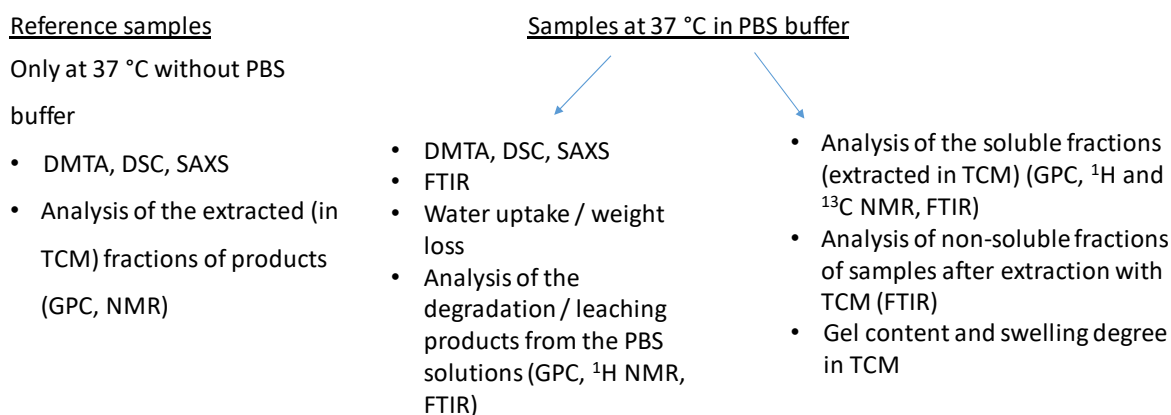 Reference samples
Only at 37 °C without PBS
buffer
• DMTA, DSC, SAXS
• Analysis of the extracted (in
TCM) fractions of products
(GPC, NMR)
Samples at 37 °C in PBS buffer
• DMTA, DSC, SAXS
• FTIR
• Water uptake / weight
loss
• Analysis of the
degradation / leaching
products from the PBS
solutions (GPC, ¹H NMR,
FTIR)
• Analysis of the soluble fractions
(extracted in TCM) (GPC, ¹H and
¹³C NMR, FTIR)
• Analysis of non-soluble fractions
of samples after extraction with
TCM (FTIR)
• Gel content and swelling degree
in TCM